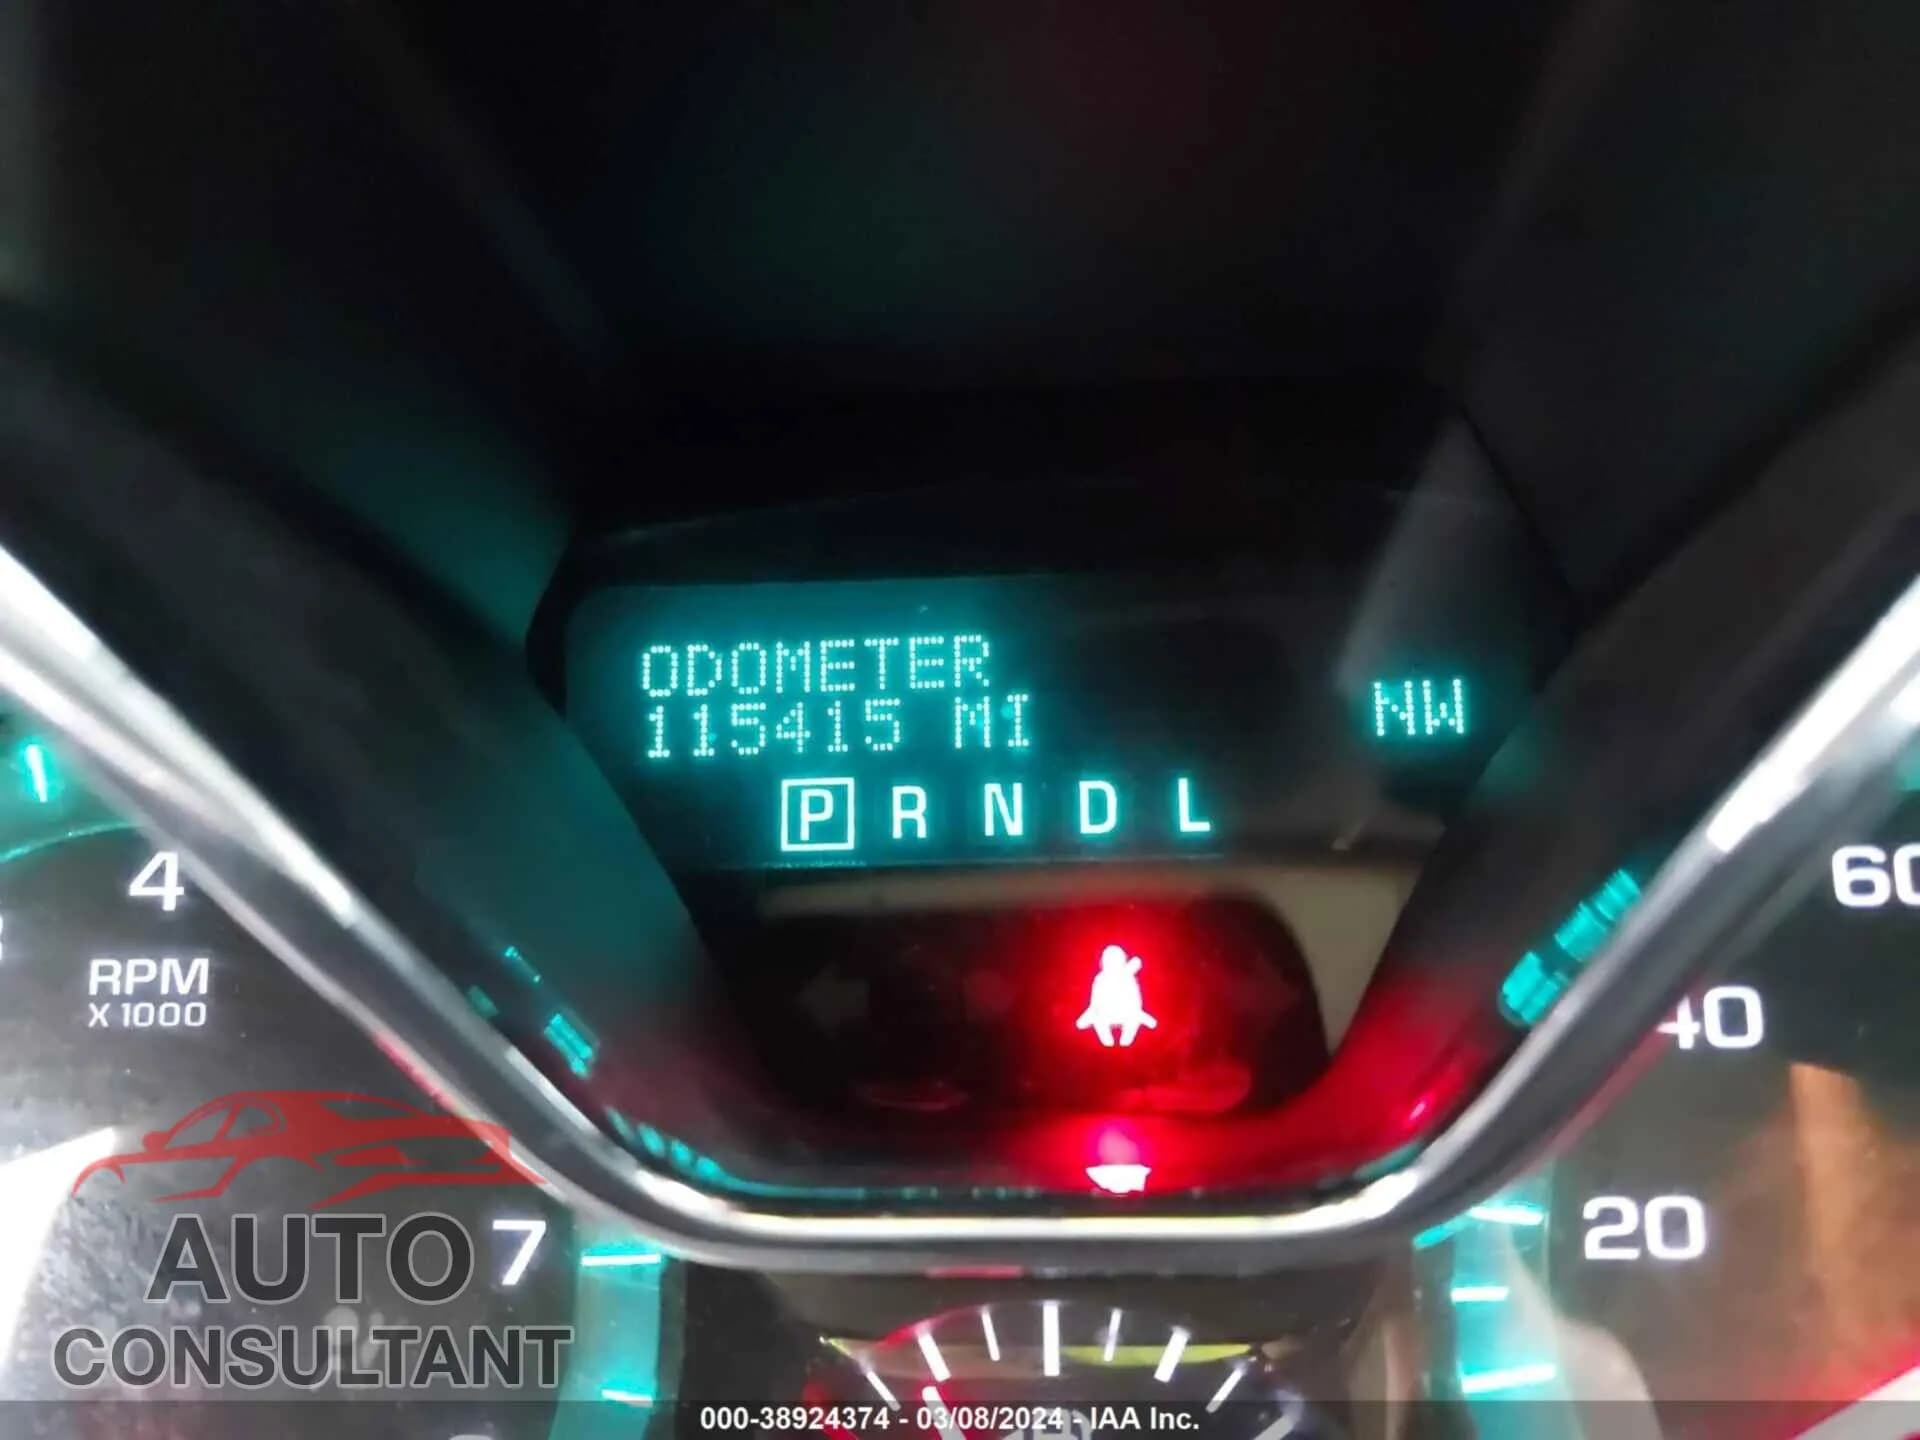 ODOMETER
115415 MI
NW
P R N D L
4
RPM
X 1000
60
40
7
20
AUTO
CONSULTANT
000-38924374 - 03/08/2024 - IAA Inc.